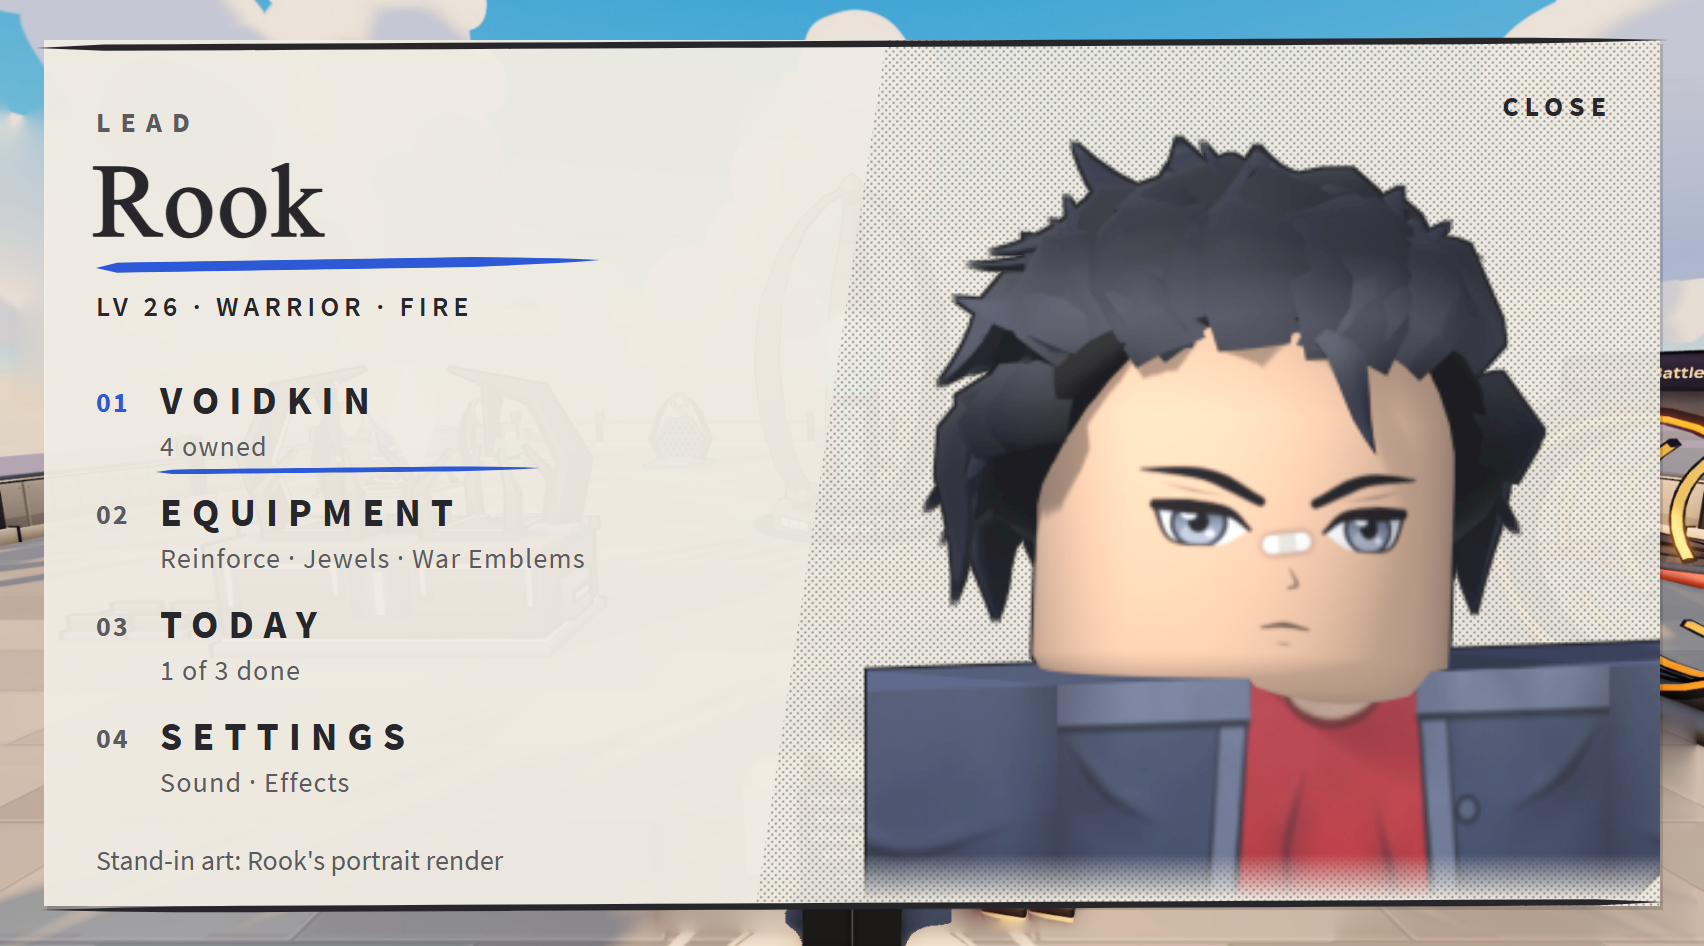 LEAD
CLOSE
Rook
LV 26 · WARRIOR · FIRE
01 VOIDKIN
4 owned
02 EQUIPMENT
Reinforce · Jewels · War Emblems
03 TODAY
1 of 3 done
04 SETTINGS
Sound · Effects
Stand-in art: Rook's portrait render